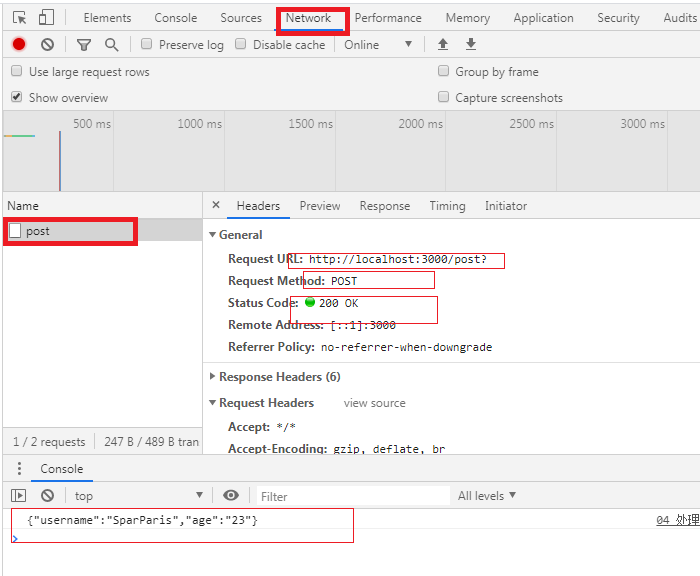 Elements Console Sources Network Performance Memory Application Security Audits
Preserve log Disable cache Online
Use large request rows Group by frame
Show overview Capture screenshots
500 ms 1000 ms 1500 ms 2000 ms 2500 ms 3000 ms
Name × Headers Preview Response Timing Initiator
post
General
Request URL: http://localhost:3000/post?
Request Method: POST
Status Code: 200 OK
Remote Address: [::1]:3000
Referrer Policy: no-referrer-when-downgrade
Response Headers (6)
Request Headers view source
Accept: */*
1 / 2 requests 247 B / 489 B tran Accept-Encoding: gzip, deflate, br
Console
top Filter All levels
{"username":"SparParis","age":"23"} 04 处理